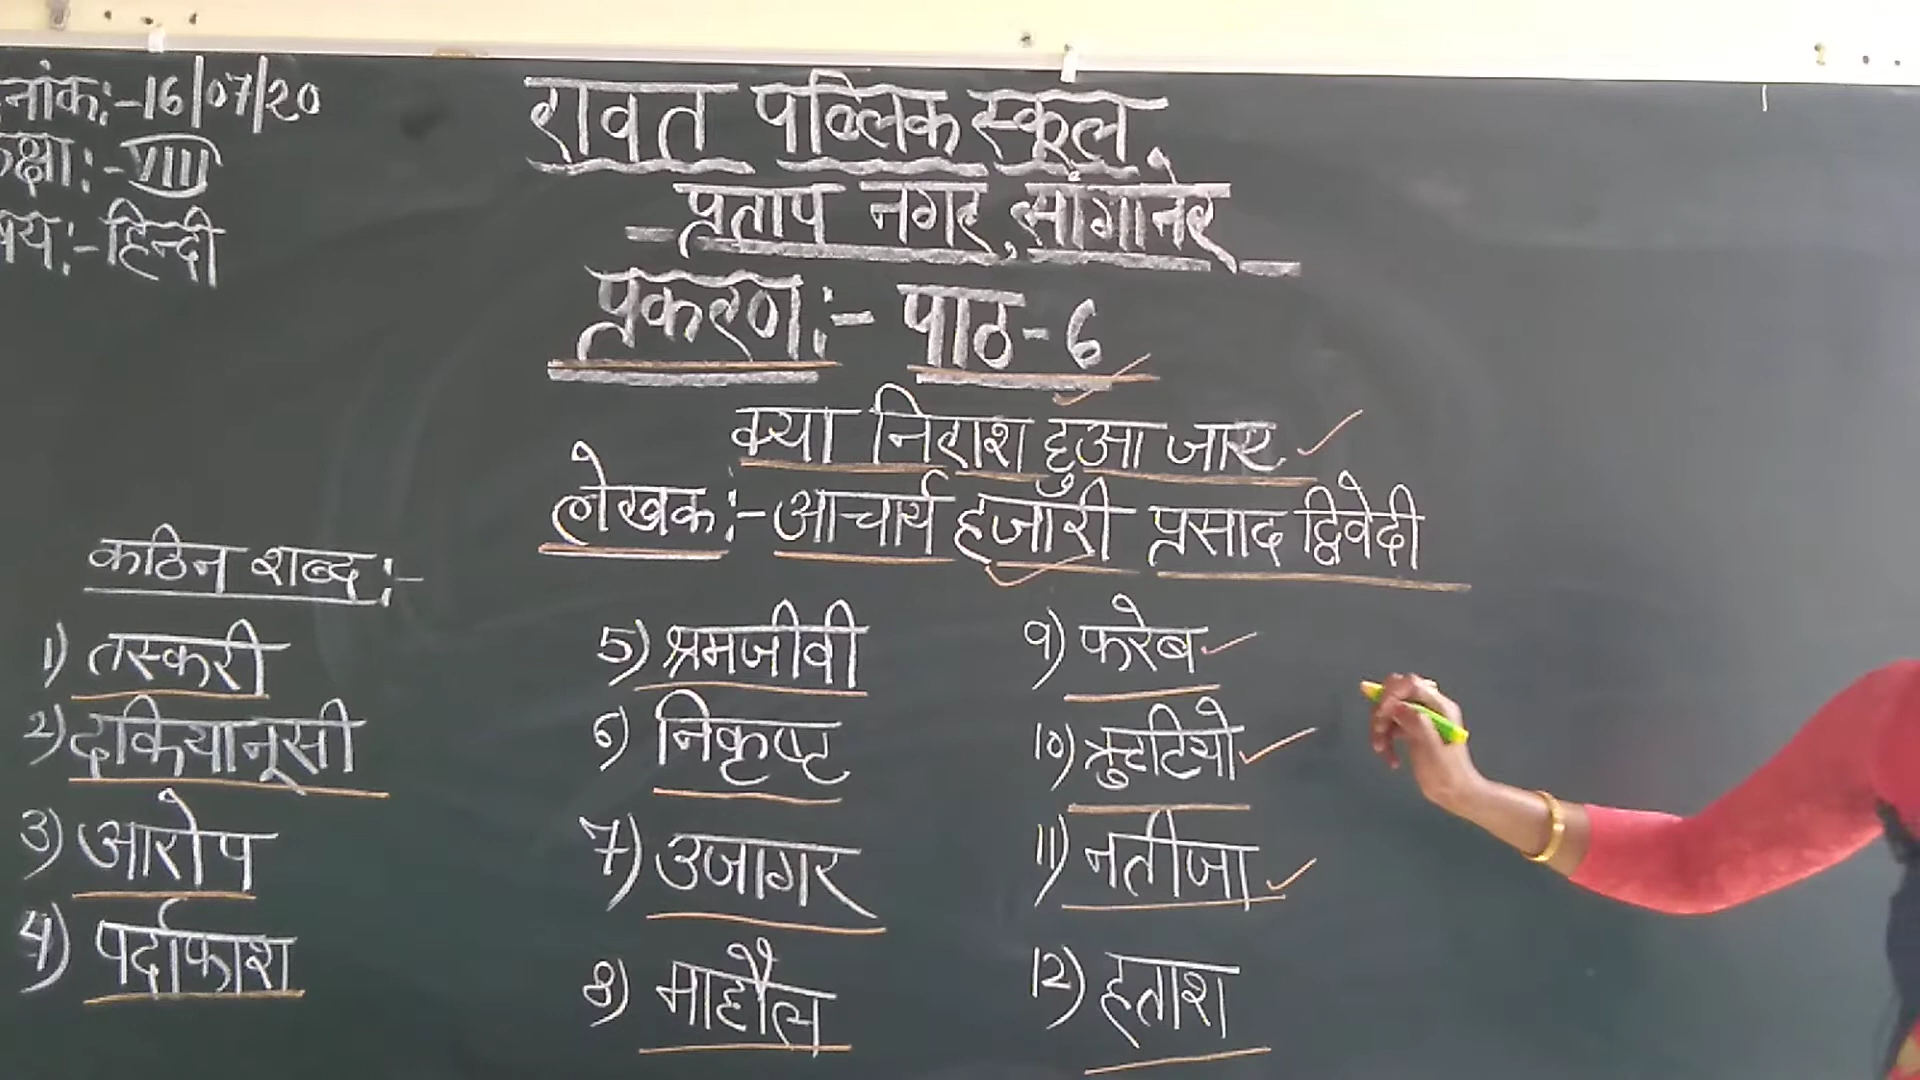 नांक:-16/07/20
कक्षा:-VIII
षय:-हिन्दी
रावत पब्लिक स्कूल
प्रताप नगर, सांगानेर
प्रकरण:- पाठ-6
क्या निराश हुआ जाए
लेखक:-आचार्य हजारी प्रसाद द्विवेदी
कठिन शब्द:-
1) तस्करी
2) दकियानूसी
3) आरोप
4) पर्दाफाश
5) श्रमजीवी
6) निकृष्ट
7) उजागर
8) माहौल
9) फरेब
10)
11) नतीजा
12) हताश